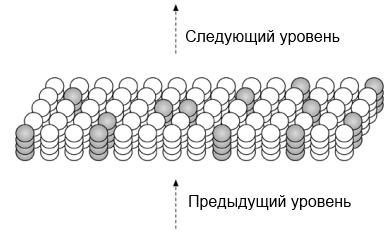 Следующий уровень
Предыдущий уровень